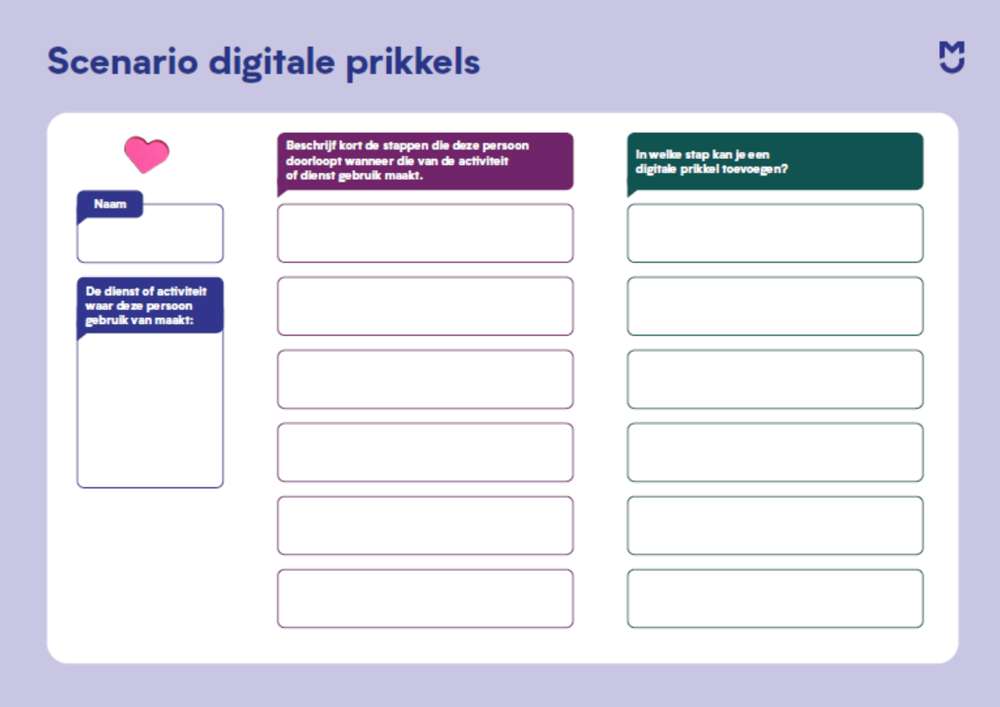 Scenario digitale prikkels
Naam
De dienst of activiteit
waar deze persoon
gebruik van maakt:
Beschrijf kort de stappen die deze persoon
doorloopt wanneer die van de activiteit
of dienst gebruik maakt.
In welke stap kan je een
digitale prikkel toevoegen?